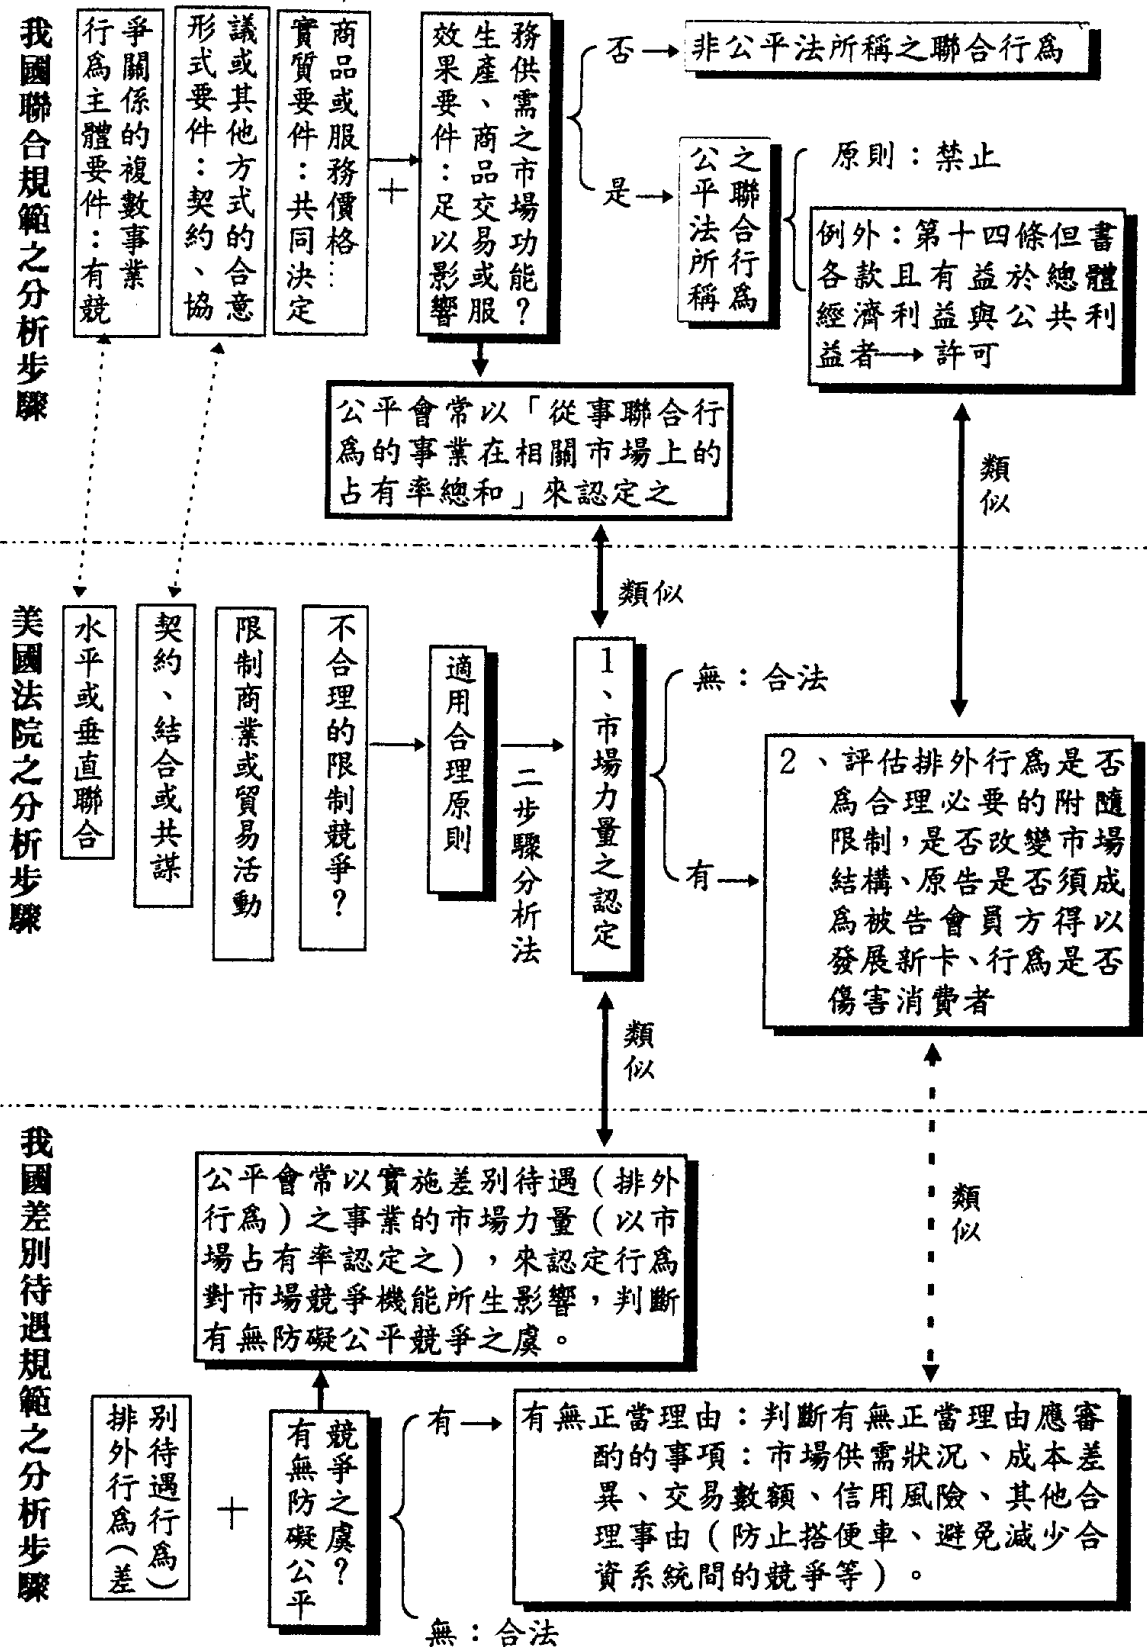 我國聯合規範之分析步驟
行爲主體要件：有競
爭關係的複數事業
形式要件：契約、協
議或其他方式的合意
實質要件：共同決定
商品或服務價格…
＋
效果要件：足以影響
生產、商品交易或服
務供需之市場功能？
否
非公平法所稱之聯合行爲
是
公平法所稱
之聯合行爲
原則：禁止
例外：第十四條但書
各款且有益於總體
經濟利益與公共利
益者→許可
公平會常以「從事聯合行
爲的事業在相關市場上的
占有率總和」來認定之
類似
類似
美國法院之分析步驟
水平或垂直聯合
契約、結合或共謀
限制商業或貿易活動
不合理的限制競爭？
適用合理原則
二步驟分析法
1、市場力量之認定
無：合法
有
2、評估排外行爲是否
爲合理必要的附隨
限制，是否改變市場
結構、原告是否須成
爲被告會員方得以
發展新卡、行爲是否
傷害消費者
類似
類似
我國差別待遇規範之分析步驟
公平會常以實施差別待遇（排外
行爲）之事業的市場力量（以市
場占有率認定之），來認定行爲
對市場競爭機能所生影響，判斷
有無防礙公平競爭之虞。
排外行爲（差
別待遇行爲）
＋
有無防礙公平
競爭之虞？
有
有無正當理由：判斷有無正當理由應審
酌的事項：市場供需狀況、成本差
異、交易數額、信用風險、其他合
理事由（防止搭便車、避免減少合
資系統間的競爭等）。
無：合法